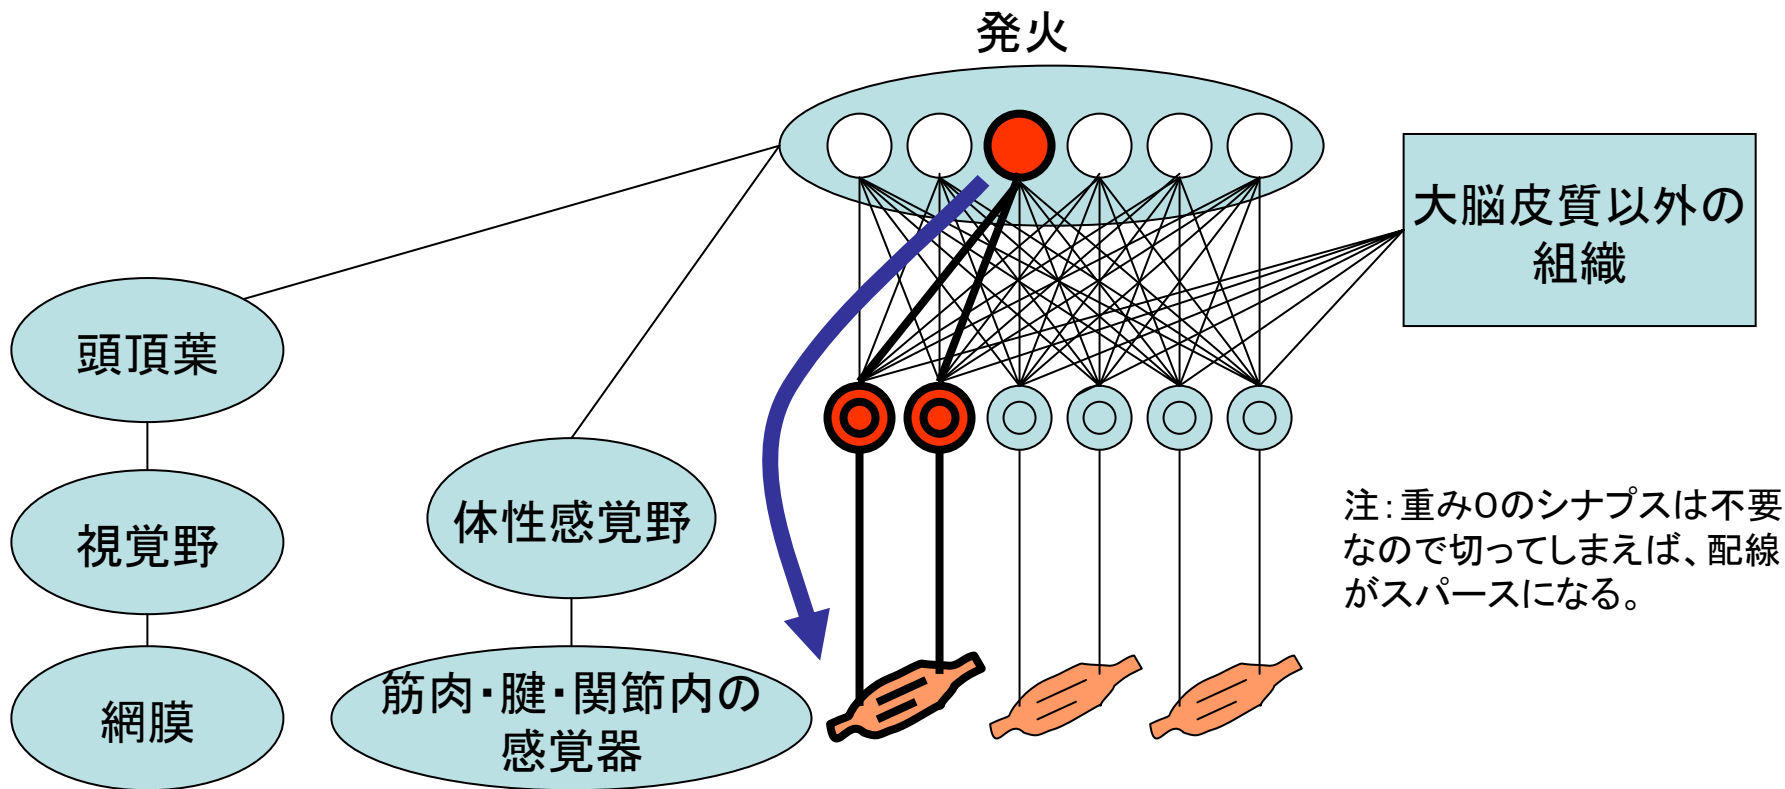 発火
大脳皮質以外の
組織
頭頂葉
視覚野
網膜
体性感覚野
筋肉・腱・関節内の
感覚器
注：重み0のシナプスは不要
なので切ってしまえば、配線
がスパースになる。